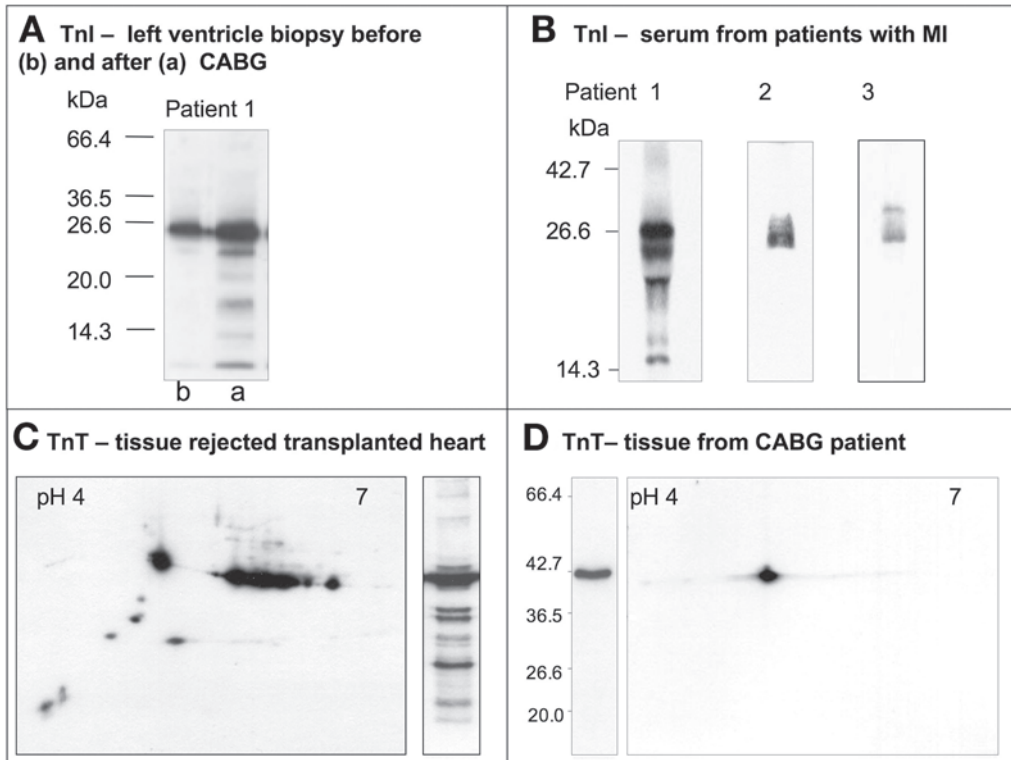 A TnI – left ventricle biopsy before
(b) and after (a) CABG
kDa
Patient 1
66.4
36.5
26.6
20.0
14.3
b a
B TnI – serum from patients with MI
Patient 1 2 3
kDa
42.7
26.6
14.3
C TnT – tissue rejected transplanted heart
pH 4 7
D TnT– tissue from CABG patient
66.4
42.7
36.5
26.6
20.0
pH 4 7